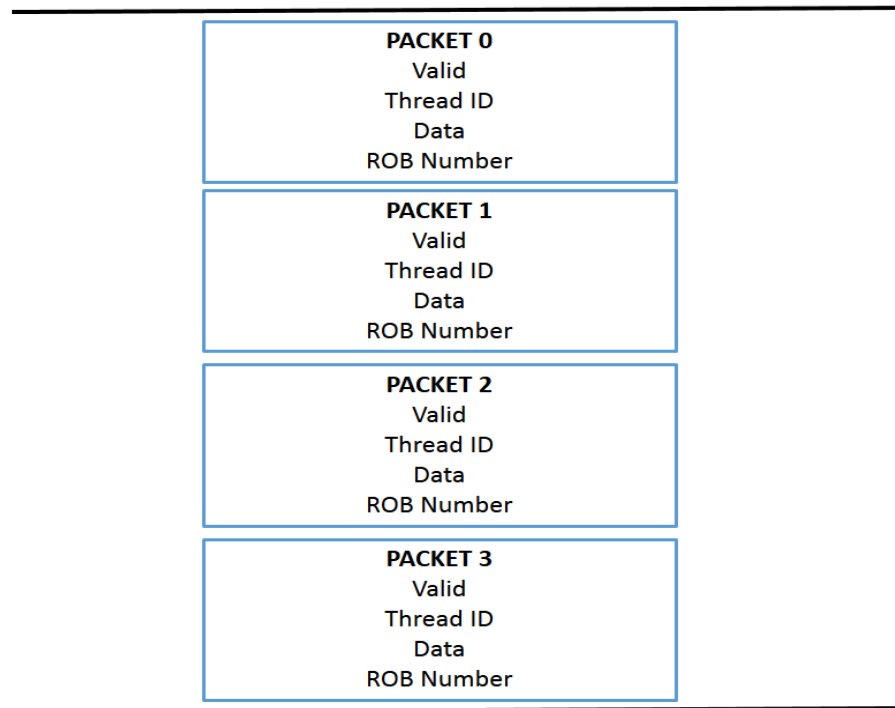 PACKET 0
Valid
Thread ID
Data
ROB Number
PACKET 1
Valid
Thread ID
Data
ROB Number
PACKET 2
Valid
Thread ID
Data
ROB Number
PACKET 3
Valid
Thread ID
Data
ROB Number